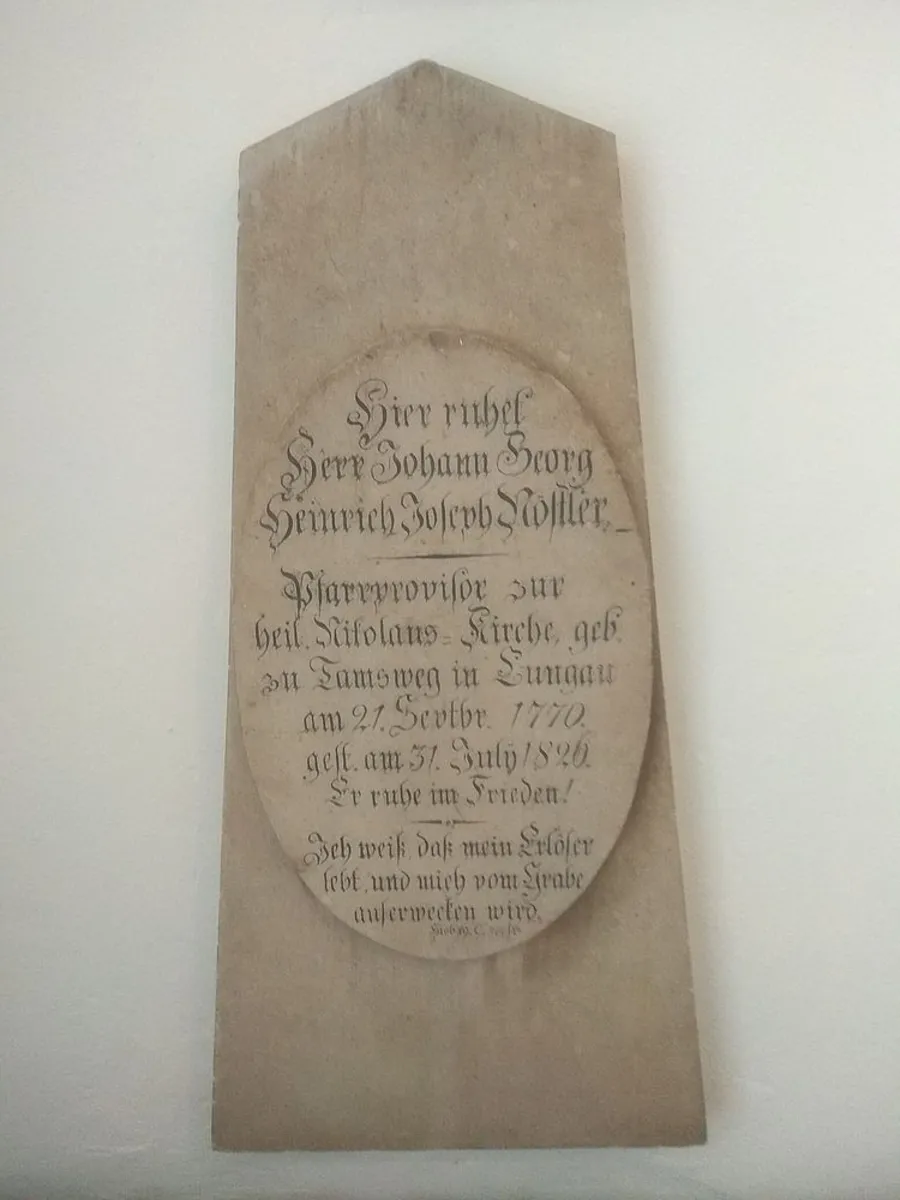 Hier ruhet
Herr Johann Georg
Heinrich Joseph Nöstler,
Pfarrprovisor zur
heil. Nikolaus=Kirche, geb.
zu Tamsweg in Lungau
am 21. Septbr. 1770.
gest. am 31. July 1826.
Er ruhe im Frieden!
Ich weiß, daß mein Erlöser
lebt, und mich vom Grabe
auferwecken wird.